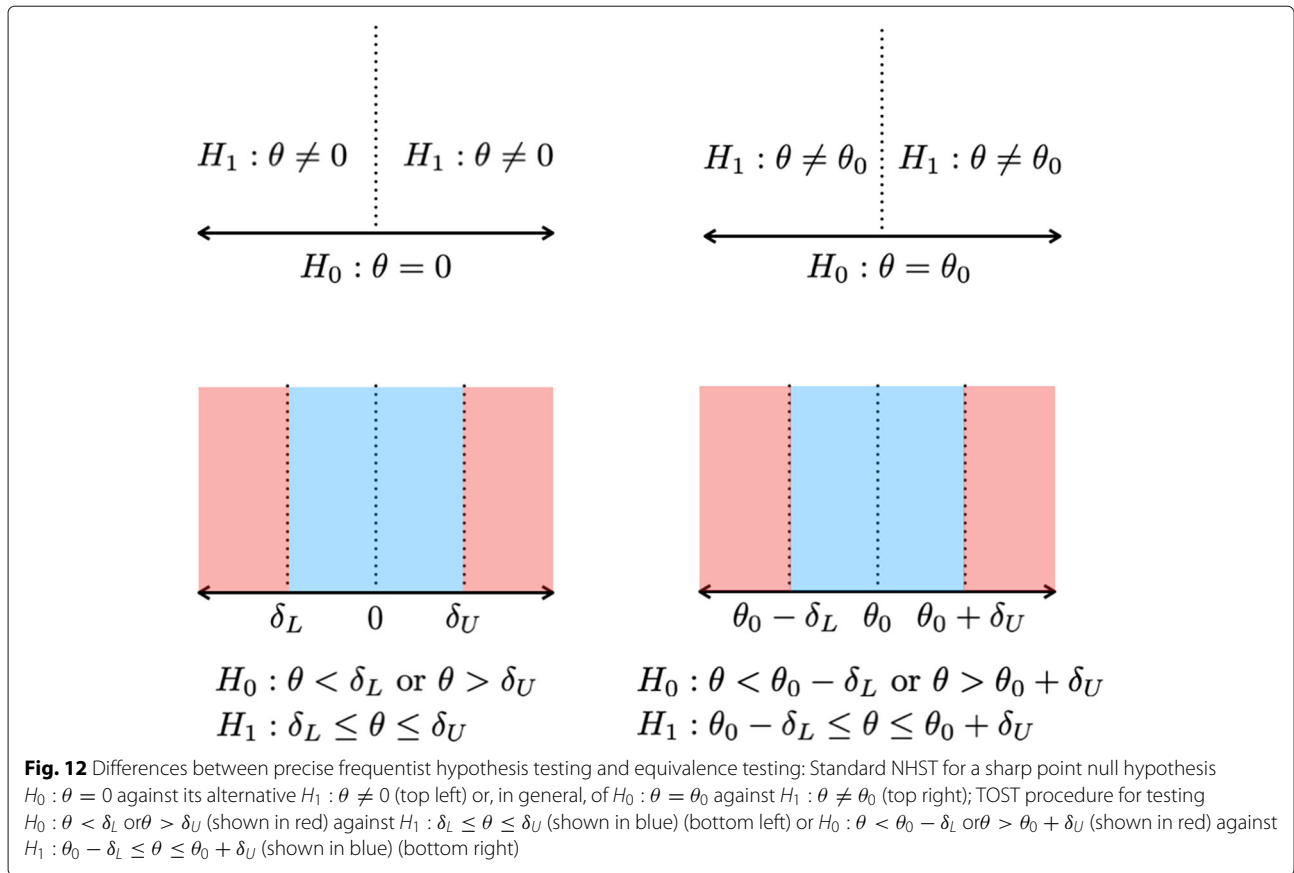 H₁ : θ ≠ 0 H₁ : θ ≠ 0
H₀ : θ = 0
H₁ : θ ≠ θ₀ H₁ : θ ≠ θ₀
H₀ : θ = θ₀
δ_L 0 δ_U
H₀ : θ < δ_L or θ > δ_U
H₁ : δ_L ≤ θ ≤ δ_U
θ₀ − δ_L θ₀ θ₀ + δ_U
H₀ : θ < θ₀ − δ_L or θ > θ₀ + δ_U
H₁ : θ₀ − δ_L ≤ θ ≤ θ₀ + δ_U
Fig. 12 Differences between precise frequentist hypothesis testing and equivalence testing: Standard NHST for a sharp point null hypothesis
H₀ : θ = 0 against its alternative H₁ : θ ≠ 0 (top left) or, in general, of H₀ : θ = θ₀ against H₁ : θ ≠ θ₀ (top right); TOST procedure for testing
H₀ : θ < δ_L orθ > δ_U (shown in red) against H₁ : δ_L ≤ θ ≤ δ_U (shown in blue) (bottom left) or H₀ : θ < θ₀ − δ_L orθ > θ₀ + δ_U (shown in red) against
H₁ : θ₀ − δ_L ≤ θ ≤ θ₀ + δ_U (shown in blue) (bottom right)